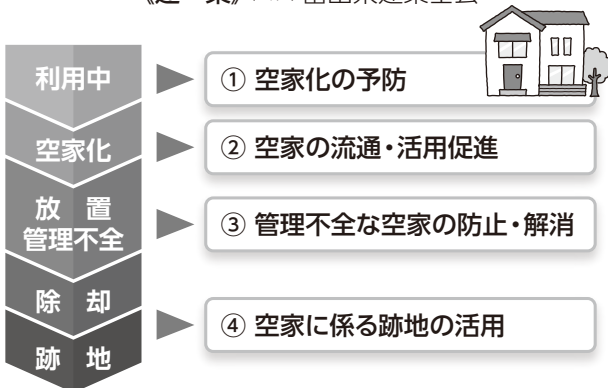 利用中
① 空家化の予防
空家化
② 空家の流通・活用促進
放 置
管理不全
③ 管理不全な空家の防止・解消
除 却
④ 空家に係る跡地の活用
跡 地